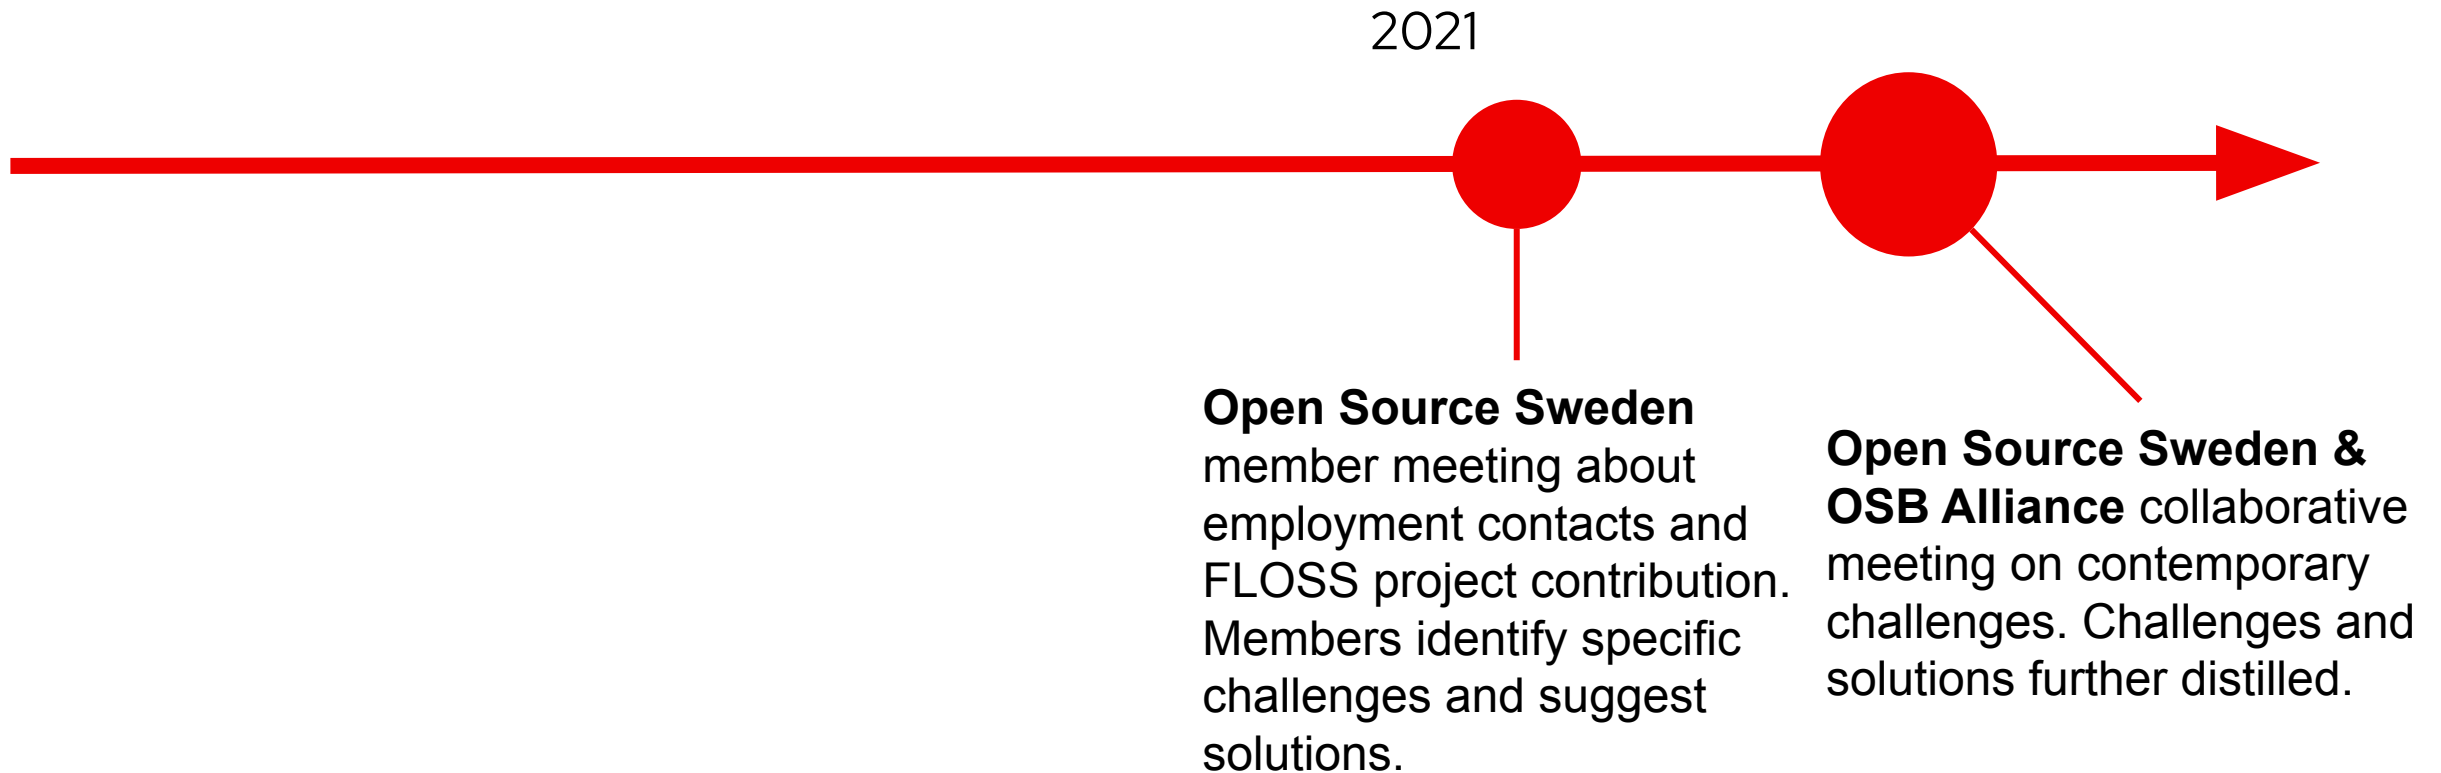 2021
Open Source Sweden
member meeting about
employment contacts and
FLOSS project contribution.
Members identify specific
challenges and suggest
solutions.
Open Source Sweden &
OSB Alliance collaborative
meeting on contemporary
challenges. Challenges and
solutions further distilled.